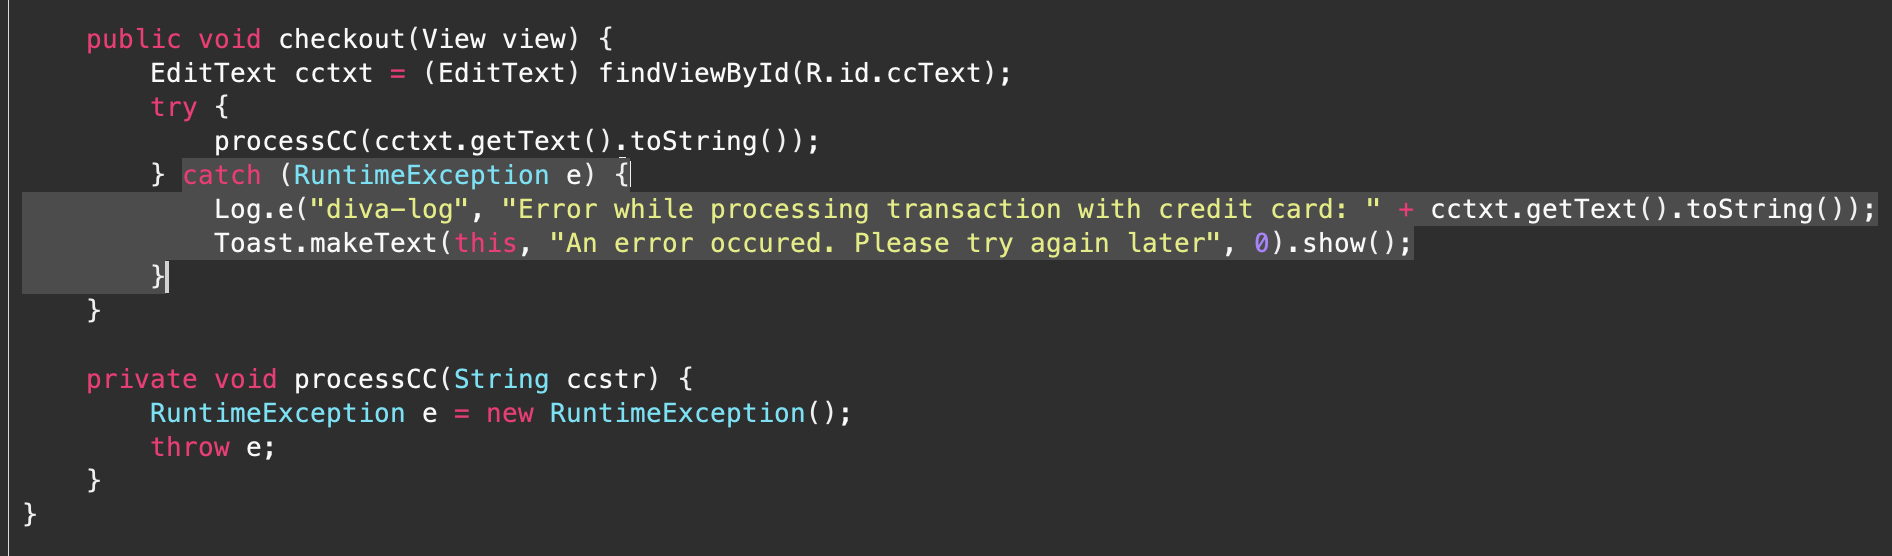 public void checkout(View view) {
EditText cctxt = (EditText) findViewById(R.id.ccText);
try {
processCC(cctxt.getText().toString());
} catch (RuntimeException e) {
Log.e("diva-log", "Error while processing transaction with credit card: " + cctxt.getText().toString());
Toast.makeText(this, "An error occured. Please try again later", 0).show();
}
}
private void processCC(String ccstr) {
RuntimeException e = new RuntimeException();
throw e;
}
}